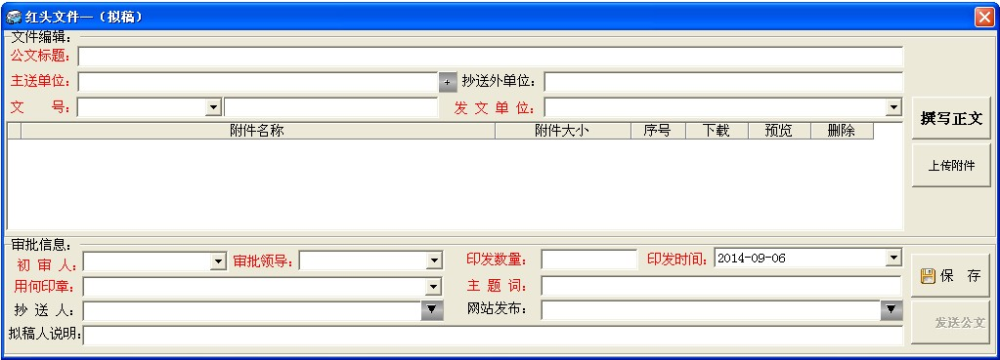 红头文件—（拟稿）
文件编辑：
公文标题：
主送单位： + 抄送外单位：
文 号： 发 文 单 位：
附件名称 附件大小 序号 下载 预览 删除
撰写正文
上传附件
审批信息：
初 审 人： 审批领导： 印发数量： 印发时间： 2014-09-06
用何印章： 主 题 词：
保 存
抄 送 人： 网站发布：
发送公文
拟稿人说明：